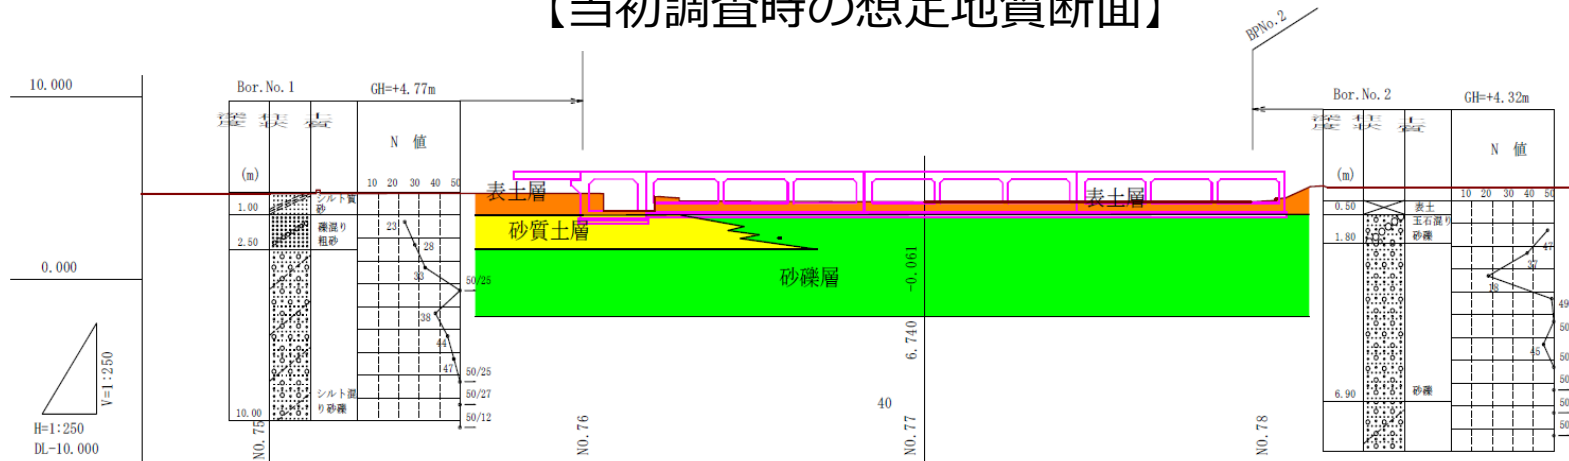 【当初調査時の想定地質断面】
BPNo.2
10.000
0.000
V=1:250
H=1:250
DL-10.000
Bor.No.1
GH=+4.77m
N 値
(m)
10 20 30 40 50
1.00
シルト質
砂
2.50
礫混り
粗砂
23
28
33
50/25
38
44
47
50/25
50/27
50/12
10.00
シルト混
り砂礫
NO.75
表土層
表土層
砂質土層
砂礫層
-0.061
6.740
40
NO.76
NO.77
NO.78
Bor.No.2
GH=+4.32m
N 値
(m)
10 20 30 40 50
0.50
表土
玉石混り
砂礫
1.80
47
37
18
49
50
45
50
50
50
50
6.90
砂礫